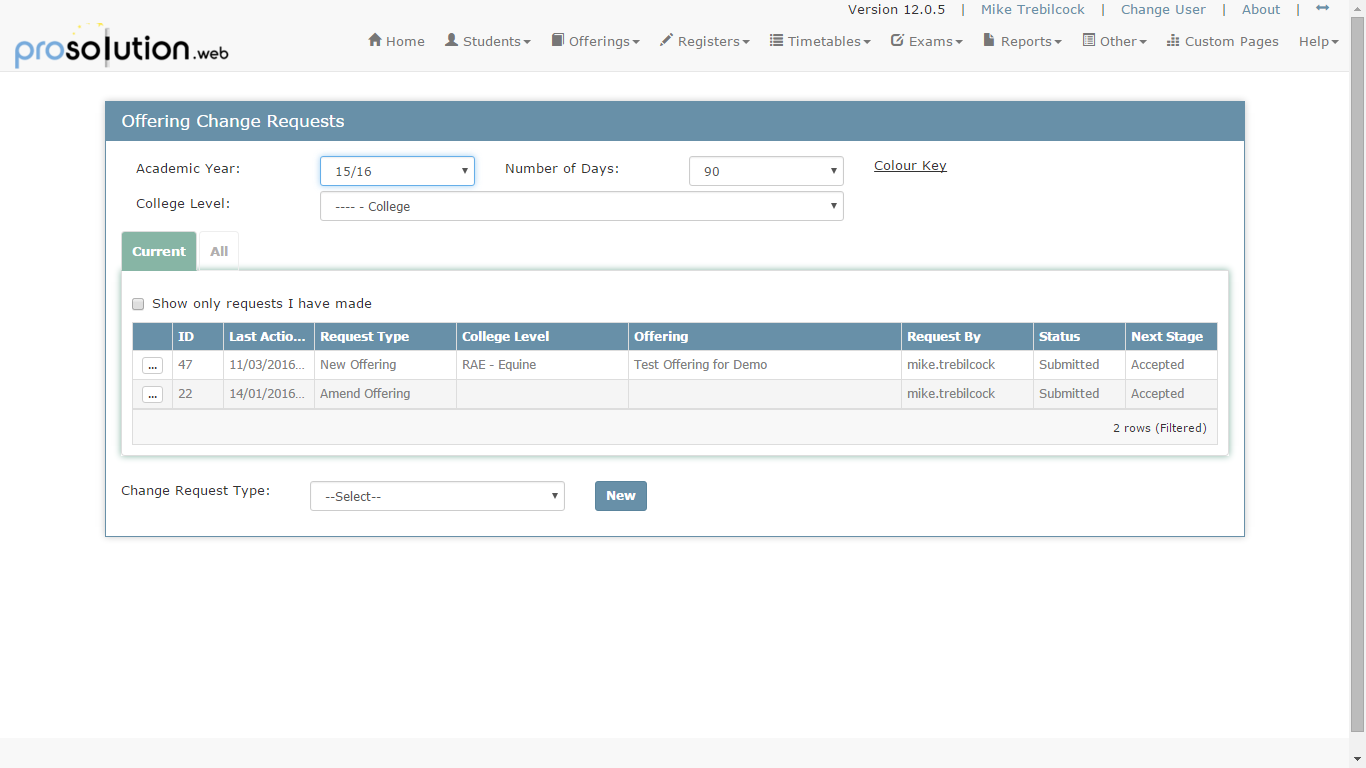 Version 12.0.5 | Mike Trebilcock | Change User | About |
prosolution.web
Home Students Offerings Registers Timetables Exams Reports Other Custom Pages Help
Offering Change Requests
Academic Year: 15/16 Number of Days: 90 Colour Key
College Level: ---- - College
Current All
Show only requests I have made
ID Last Actio... Request Type College Level Offering Request By Status Next Stage
... 47 11/03/2016... New Offering RAE - Equine Test Offering for Demo mike.trebilcock Submitted Accepted
... 22 14/01/2016... Amend Offering mike.trebilcock Submitted Accepted
2 rows (Filtered)
Change Request Type: --Select-- New